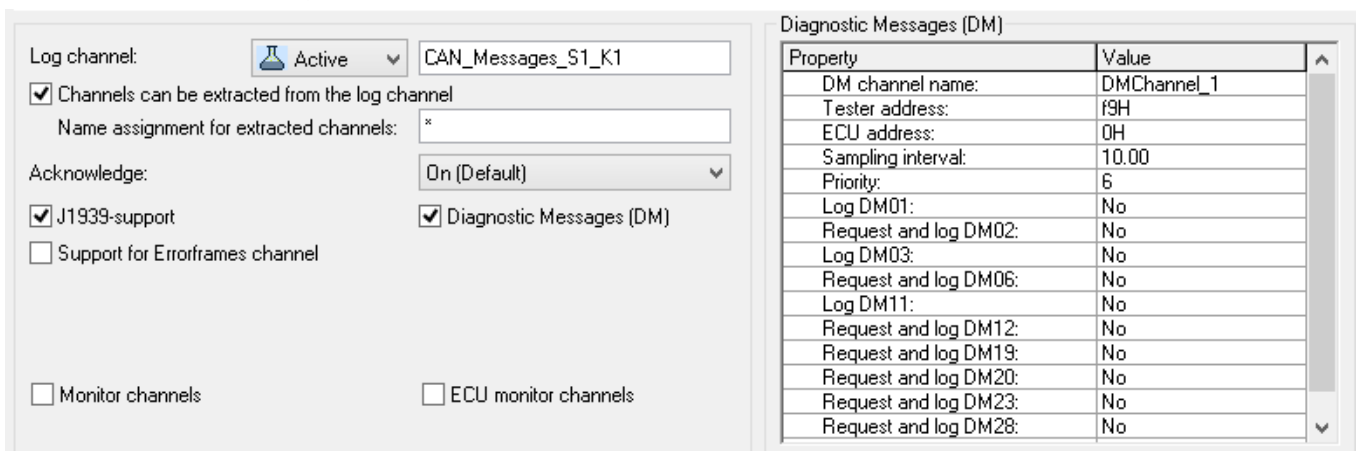 Log channel: Active CAN_Messages_S1_K1
Channels can be extracted from the log channel
Name assignment for extracted channels: *
Acknowledge: On (Default)
J1939-support Diagnostic Messages (DM)
Support for Errorframes channel
Monitor channels ECU monitor channels
Diagnostic Messages (DM)
Property Value
DM channel name: DMChannel_1
Tester address: f9H
ECU address: 0H
Sampling interval: 10.00
Priority: 6
Log DM01: No
Request and log DM02: No
Log DM03: No
Request and log DM06: No
Log DM11: No
Request and log DM12: No
Request and log DM19: No
Request and log DM20: No
Request and log DM23: No
Request and log DM28: No